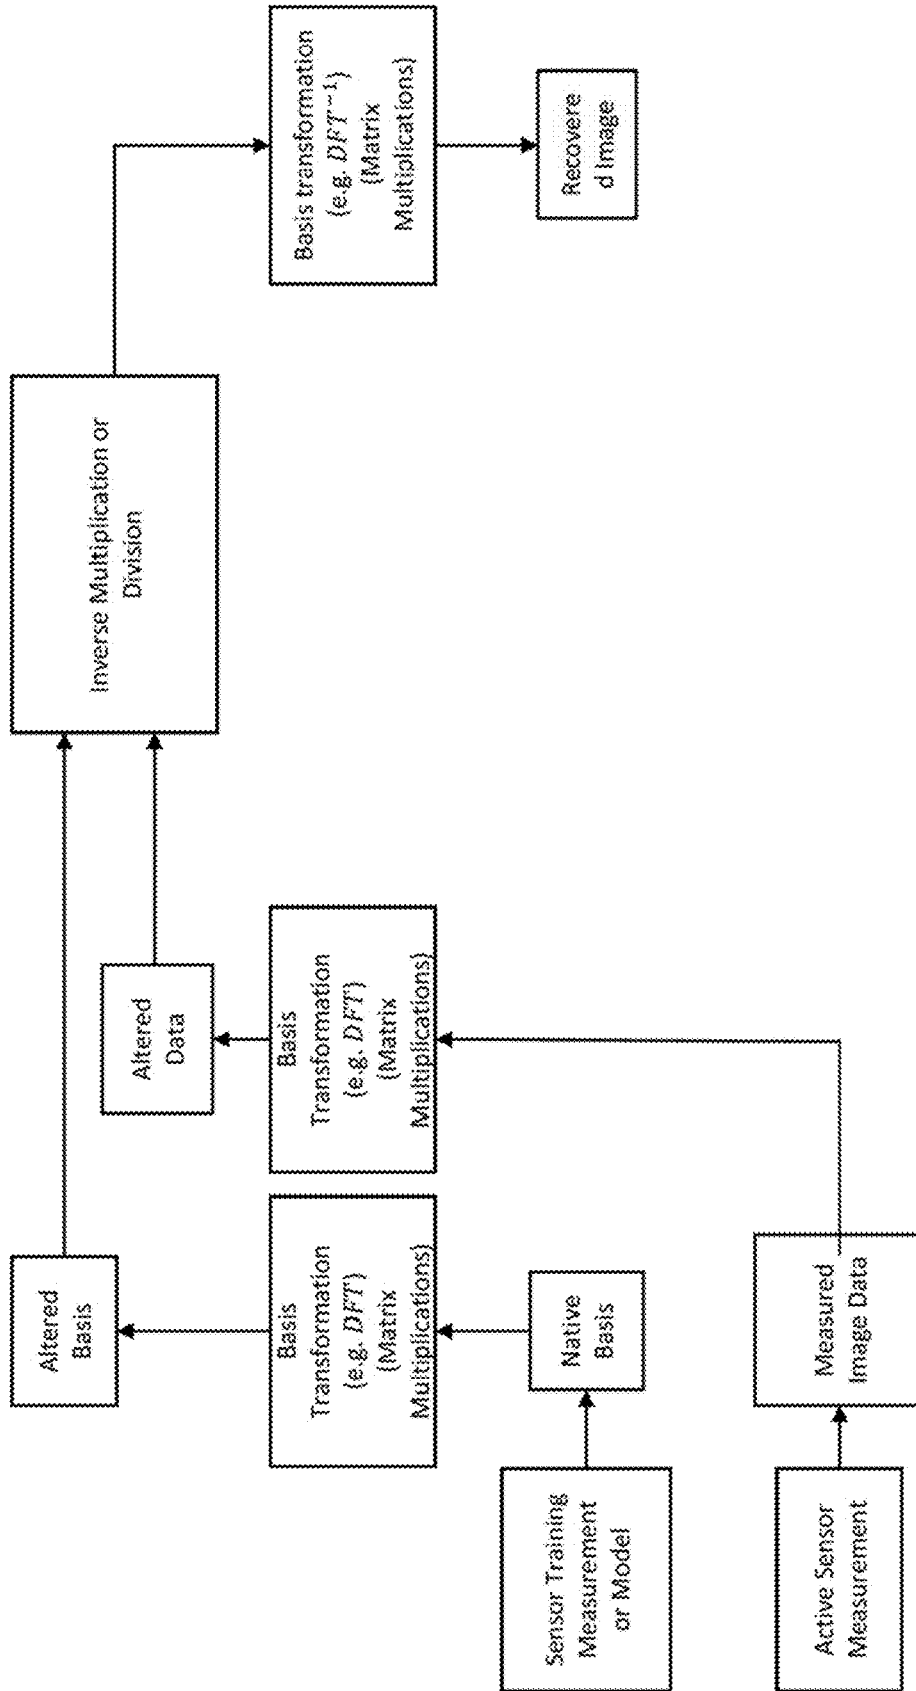 Sensor Training
Measurement
or Model
Native
Basis
Basis
Transformation
(e.g. DFT)
(Matrix
Multiplications)
Altered
Basis
Active Sensor
Measurement
Measured
Image Data
Basis
Transformation
(e.g. DFT)
(Matrix
Multiplications)
Altered
Data
Inverse Multiplication or
Division
Basis transformation
(e.g. DFT⁻¹)
(Matrix
Multiplications)
Recovere
d Image